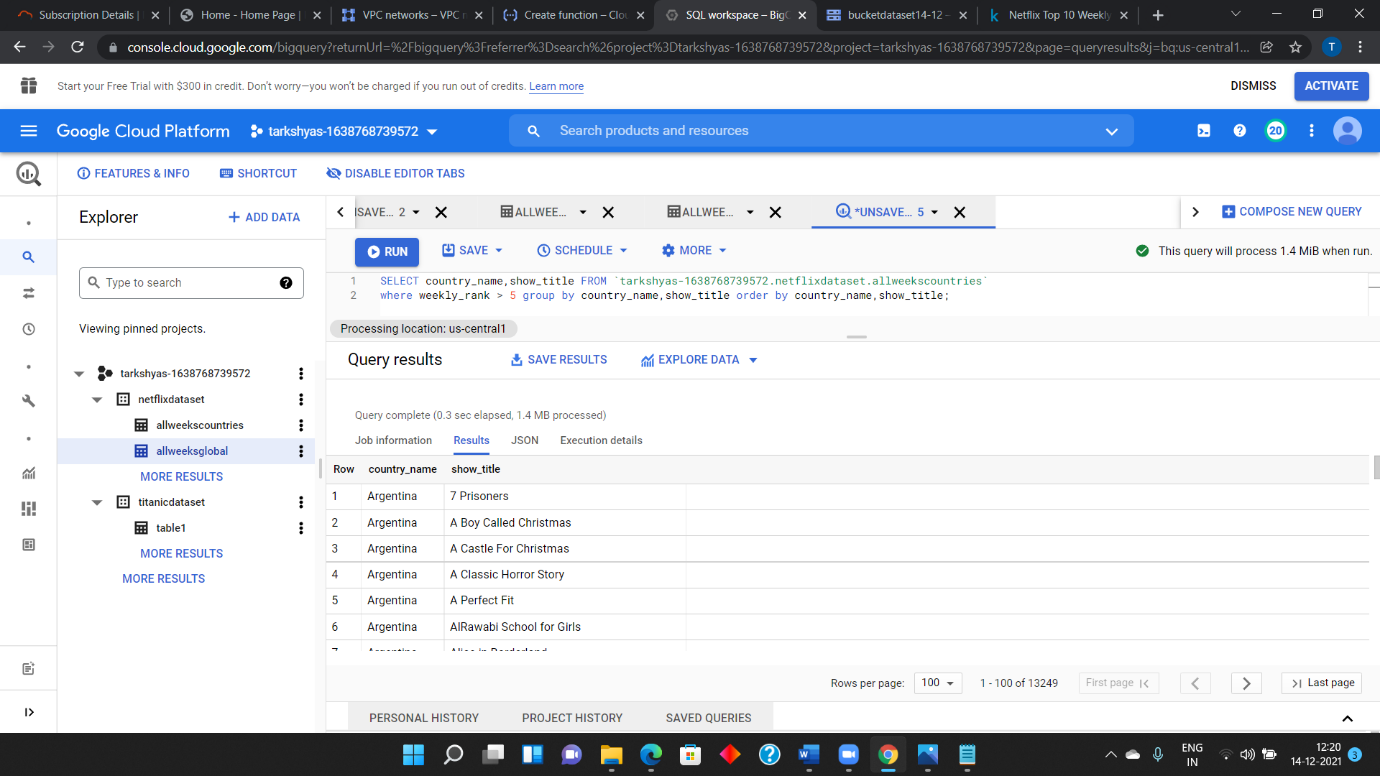 Subscription Details |
Home - Home Page |
VPC networks – VPC n
Create function – Clou
SQL workspace – BigQ
bucketdataset14-12 –
Netflix Top 10 Weekly
console.cloud.google.com/bigquery?returnUrl=%2Fbigquery%3Freferrer%3Dsearch%26project%3Dtarkshyas-1638768739572&project=tarkshyas-1638768739572&page=queryresults&j=bq:us-central1...
T
Start your Free Trial with $300 in credit. Don't worry—you won't be charged if you run out of credits. Learn more
DISMISS
ACTIVATE
Google Cloud Platform
tarkshyas-1638768739572
Search products and resources
20
FEATURES & INFO
SHORTCUT
DISABLE EDITOR TABS
Explorer
+ ADD DATA
ISAVE... 2
ALLWEE...
ALLWEE...
*UNSAVE... 5
COMPOSE NEW QUERY
RUN
SAVE
SCHEDULE
MORE
This query will process 1.4 MiB when run.
Type to search
1 SELECT country_name,show_title FROM `tarkshyas-1638768739572.netflixdataset.allweekscountries`
2 where weekly_rank > 5 group by country_name,show_title order by country_name,show_title;
Viewing pinned projects.
Processing location: us-central1
tarkshyas-1638768739572
netflixdataset
allweekscountries
allweeksglobal
MORE RESULTS
titanicdataset
table1
MORE RESULTS
MORE RESULTS
Query results
SAVE RESULTS
EXPLORE DATA
Query complete (0.3 sec elapsed, 1.4 MB processed)
Job information
Results
JSON
Execution details
Row country_name show_title
1 Argentina 7 Prisoners
2 Argentina A Boy Called Christmas
3 Argentina A Castle For Christmas
4 Argentina A Classic Horror Story
5 Argentina A Perfect Fit
6 Argentina AlRawabi School for Girls
7 Argentina Alice in Borderland
Rows per page: 100
1 - 100 of 13249
First page
Last page
PERSONAL HISTORY
PROJECT HISTORY
SAVED QUERIES
ENG
IN
12:20
14-12-2021
3